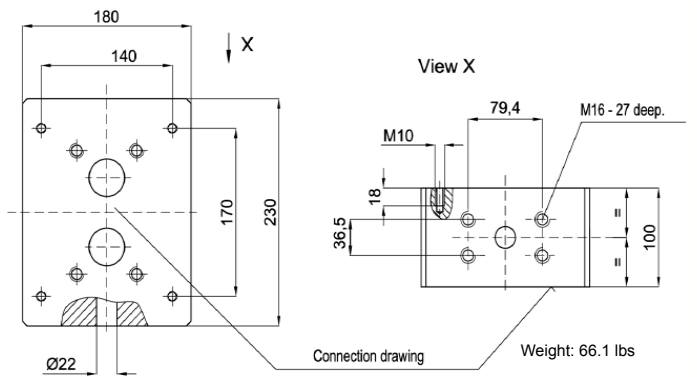 180
X
140
View X
79,4
M16 - 27 deep.
M10
18
36,5
170
230
100
=
=
Ø22
Connection drawing
Weight: 66.1 lbs